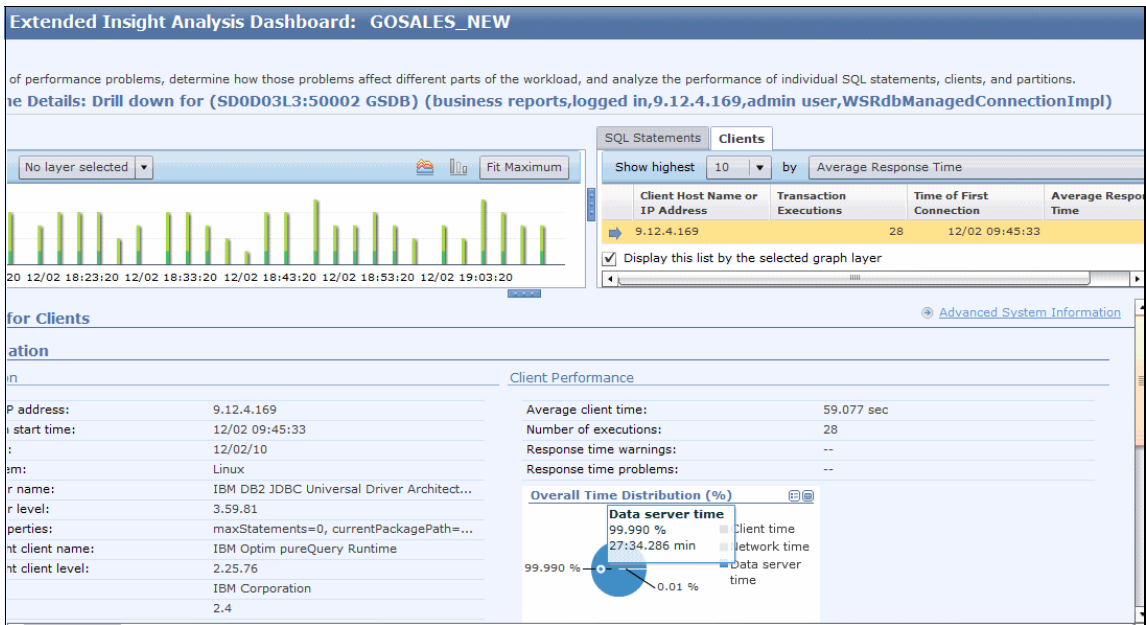 Extended Insight Analysis Dashboard: GOSALES_NEW
of performance problems, determine how those problems affect different parts of the workload, and analyze the performance of individual SQL statements, clients, and partitions.
ne Details: Drill down for (SD0D03L3:50002 GSDB) (business reports,logged in,9.12.4.169,admin user,WSRdbManagedConnectionImpl)
No layer selected
Fit Maximum
20 12/02 18:23:20 12/02 18:33:20 12/02 18:43:20 12/02 18:53:20 12/02 19:03:20
SQL Statements Clients
Show highest 10 by Average Response Time
Client Host Name or IP Address
Transaction Executions
Time of First Connection
Average Respon
Time
9.12.4.169 28 12/02 09:45:33
Display this list by the selected graph layer
for Clients
Advanced System Information
ation
on
P address: 9.12.4.169
n start time: 12/02 09:45:33
: 12/02/10
em: Linux
r name: IBM DB2 JDBC Universal Driver Architect...
r level: 3.59.81
perties: maxStatements=0, currentPackagePath=...
nt client name: IBM Optim pureQuery Runtime
nt client level: 2.25.76
IBM Corporation
2.4
Client Performance
Average client time: 59.077 sec
Number of executions: 28
Response time warnings: --
Response time problems: --
Overall Time Distribution (%)
Data server time
99.990 %
27:34.286 min
Client time
Network time
Data server
time
99.990 %
0.01 %